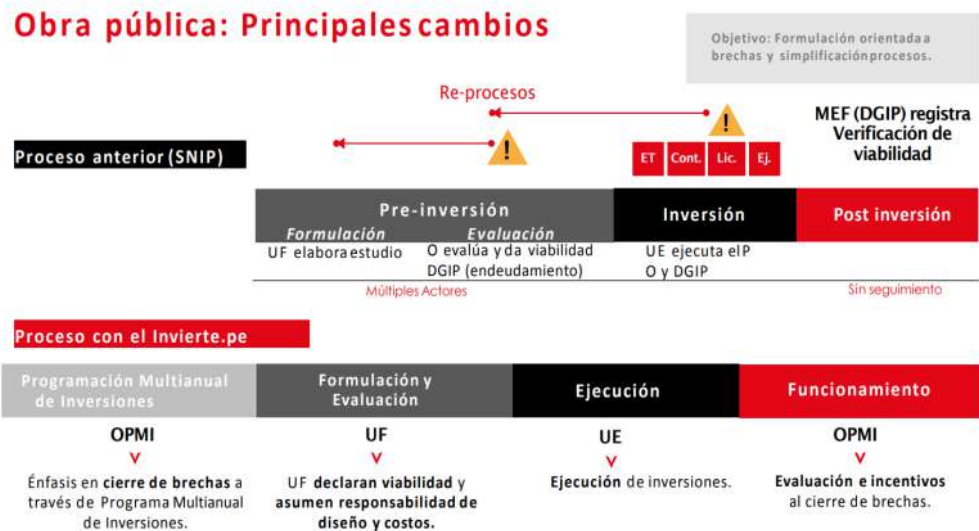 Obra pública: Principales cambios
Objetivo: Formulación orientada a
brechas y simplificación procesos.
Re-procesos
!
!
MEF (DGIP) registra
Verificación de
viabilidad
Proceso anterior (SNIP)
ET Cont. Lic. Ej.
Pre-inversión
Formulación Evaluación
Inversión
Post inversión
UF elabora estudio
O evalúa y da viabilidad
DGIP (endeudamiento)
UE ejecuta elP
O y DGIP
Múltiples Actores
Sin seguimiento
Proceso con el Invierte.pe
Programación Multianual
de Inversiones
Formulación y
Evaluación
Ejecución
Funcionamiento
OPMI
UF
UE
OPMI
Énfasis en cierre de brechas a
través de Programa Multianual
de Inversiones.
UF declaran viabilidad y
asumen responsabilidad de
diseño y costos.
Ejecución de inversiones.
Evaluación e incentivos
al cierre de brechas.